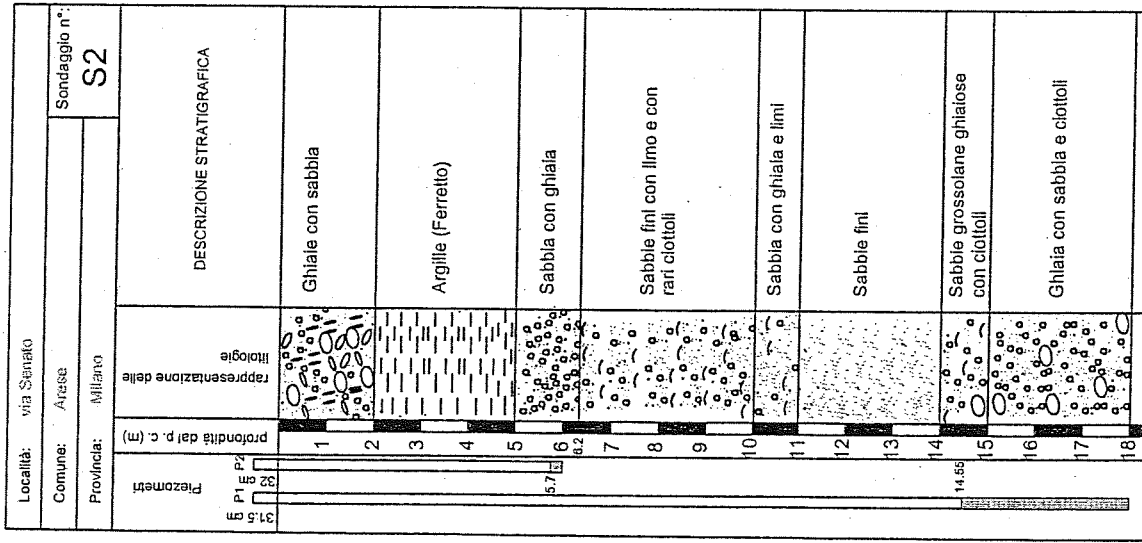 Località: via Senato
Comune: Arese
Sondaggio n°:
S2
Provincia: Milano
Piezometri
profondità dal p. c. (m)
rappresentazione delle
litologie
DESCRIZIONE STRATIGRAFICA
31.5 cm
P1
32 cm
P2
Ghiaie con sabbia
1
2
Argille (Ferretto)
3
4
5
Sabbia con ghiaia
5.7
6
6.2
Sabbie fini con limo e con
rari ciottoli
7
8
9
10
Sabbia con ghiaia e limi
11
Sabbie fini
12
13
14
Sabbie grossolane ghiaiose
con ciottoli
14.55
15
Ghiaia con sabbia e ciottoli
16
17
18